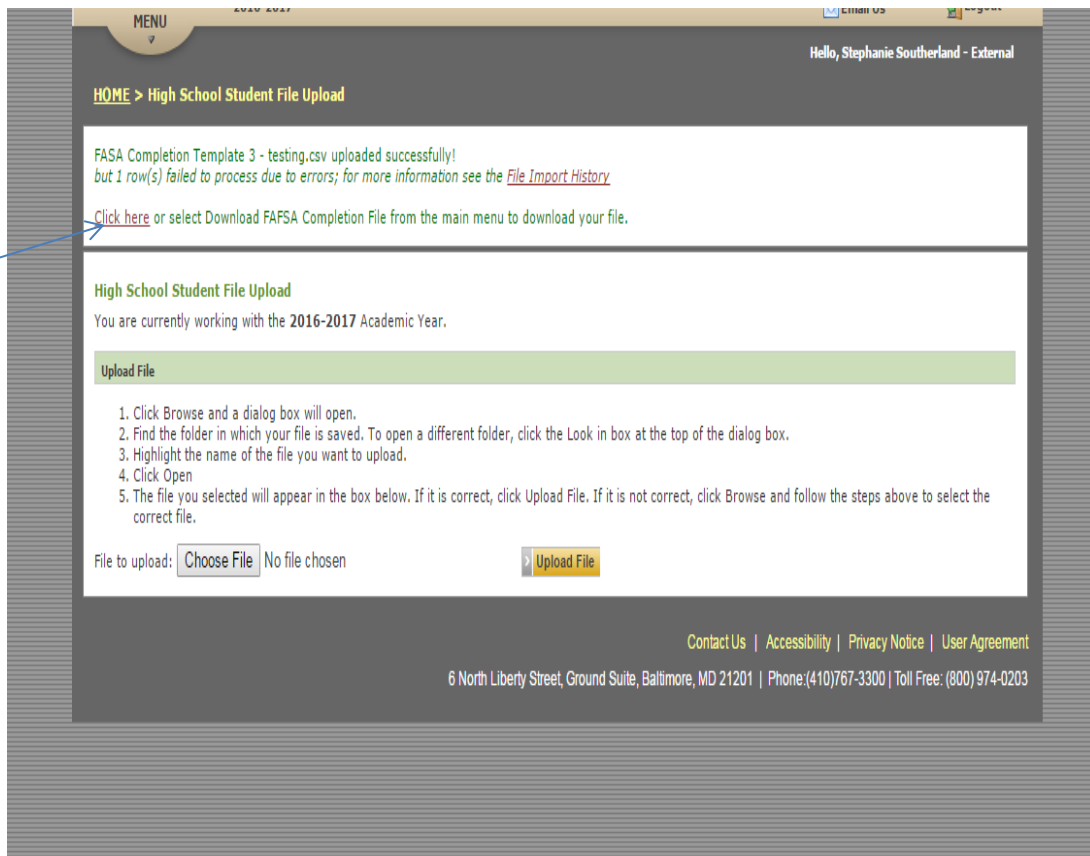 2016-2017
Email Us
Logout
MENU
Hello, Stephanie Southerland - External
HOME > High School Student File Upload
FASA Completion Template 3 - testing.csv uploaded successfully!
but 1 row(s) failed to process due to errors; for more information see the File Import History
Click here or select Download FAFSA Completion File from the main menu to download your file.
High School Student File Upload
You are currently working with the 2016-2017 Academic Year.
Upload File
1. Click Browse and a dialog box will open.
2. Find the folder in which your file is saved. To open a different folder, click the Look in box at the top of the dialog box.
3. Highlight the name of the file you want to upload.
4. Click Open
5. The file you selected will appear in the box below. If it is correct, click Upload File. If it is not correct, click Browse and follow the steps above to select the
correct file.
File to upload: Choose File No file chosen
Upload File
Contact Us | Accessibility | Privacy Notice | User Agreement
6 North Liberty Street, Ground Suite, Baltimore, MD 21201 | Phone:(410)767-3300 | Toll Free: (800) 974-0203